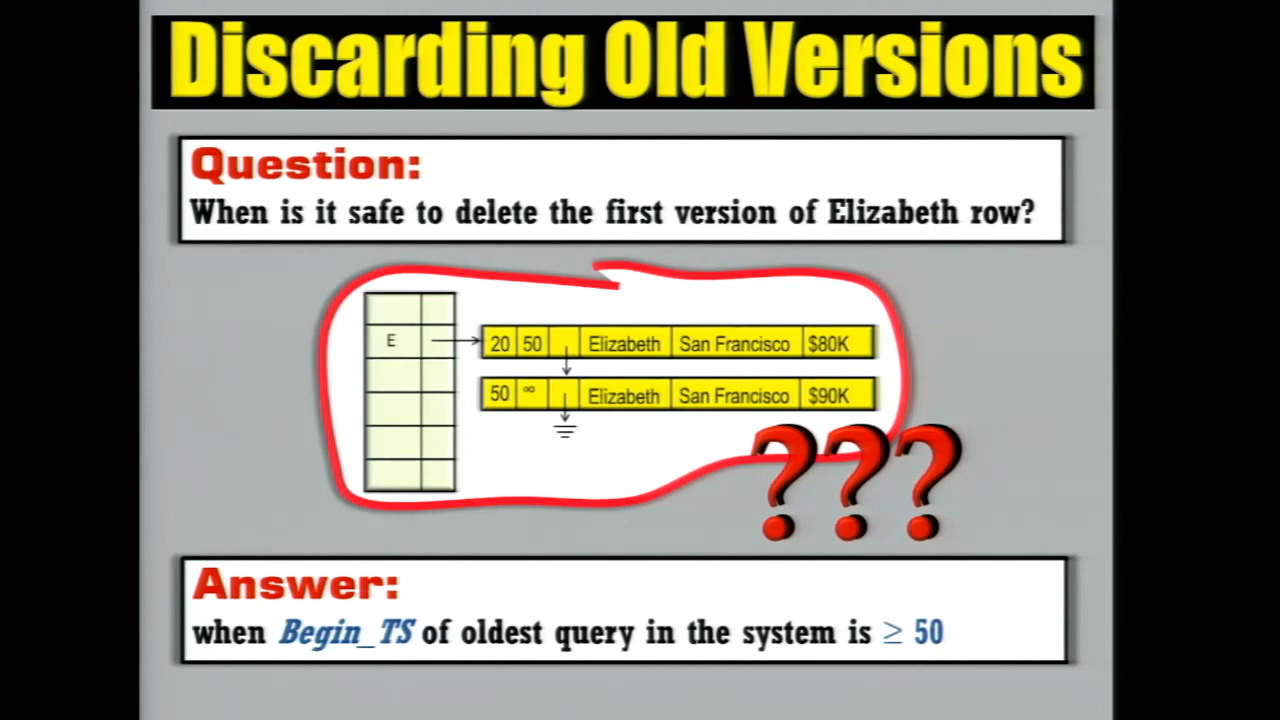 Discarding Old Versions
Question:
When is it safe to delete the first version of Elizabeth row?
E
20 50 Elizabeth San Francisco $80K
50 ∞ Elizabeth San Francisco $90K
???
Answer:
when Begin_TS of oldest query in the system is ≥ 50